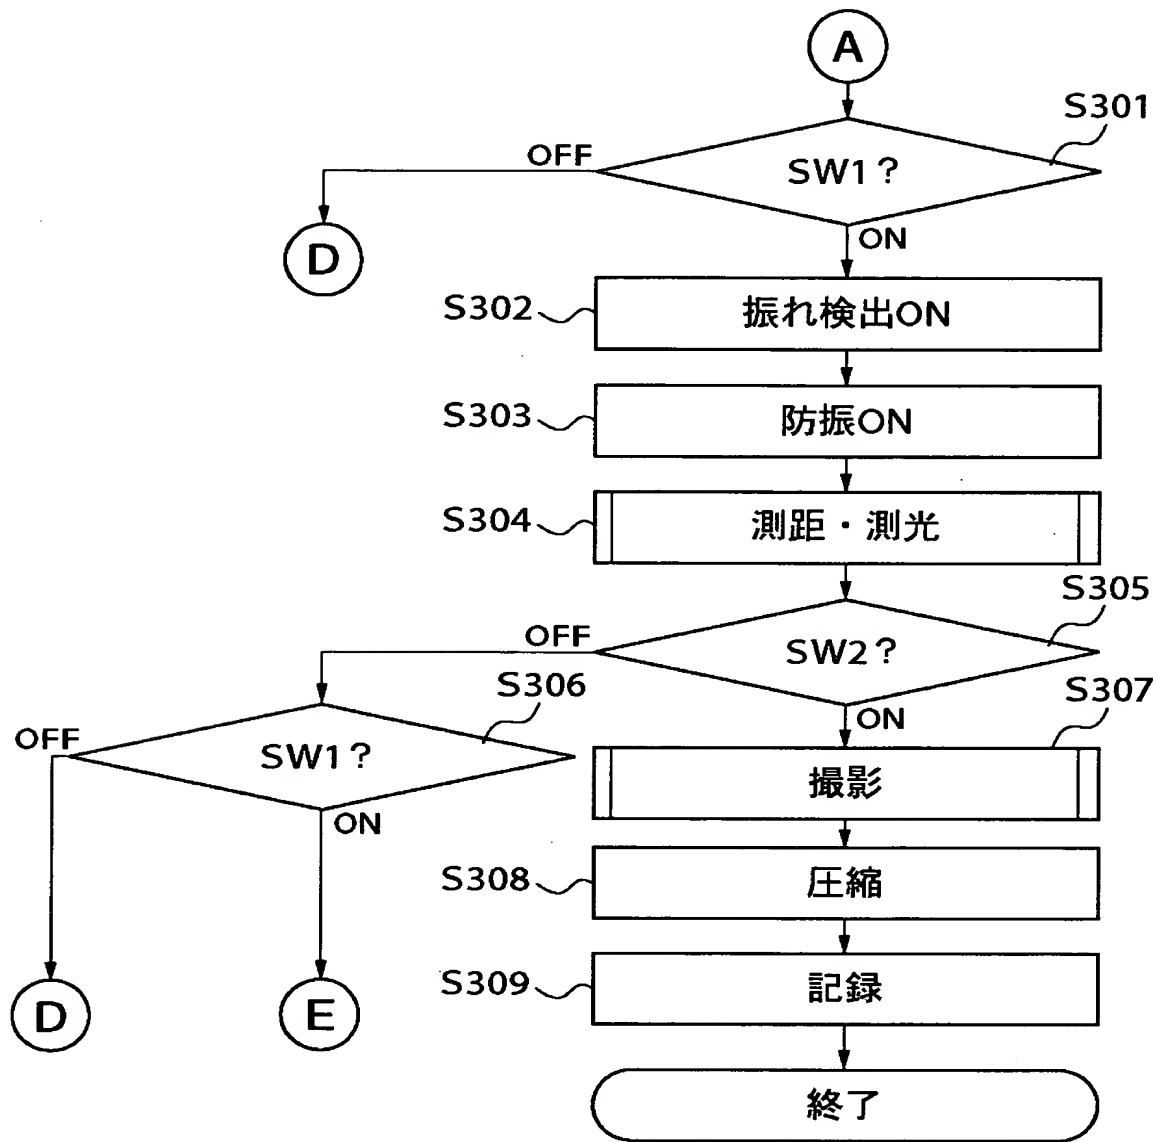 A
S301
OFF
SW1?
ON
D
S302
振れ検出ON
S303
防振ON
S304
測距・測光
S305
OFF
SW2?
ON
S306
S307
OFF
SW1?
ON
撮影
S308
圧縮
S309
記録
D
E
終了